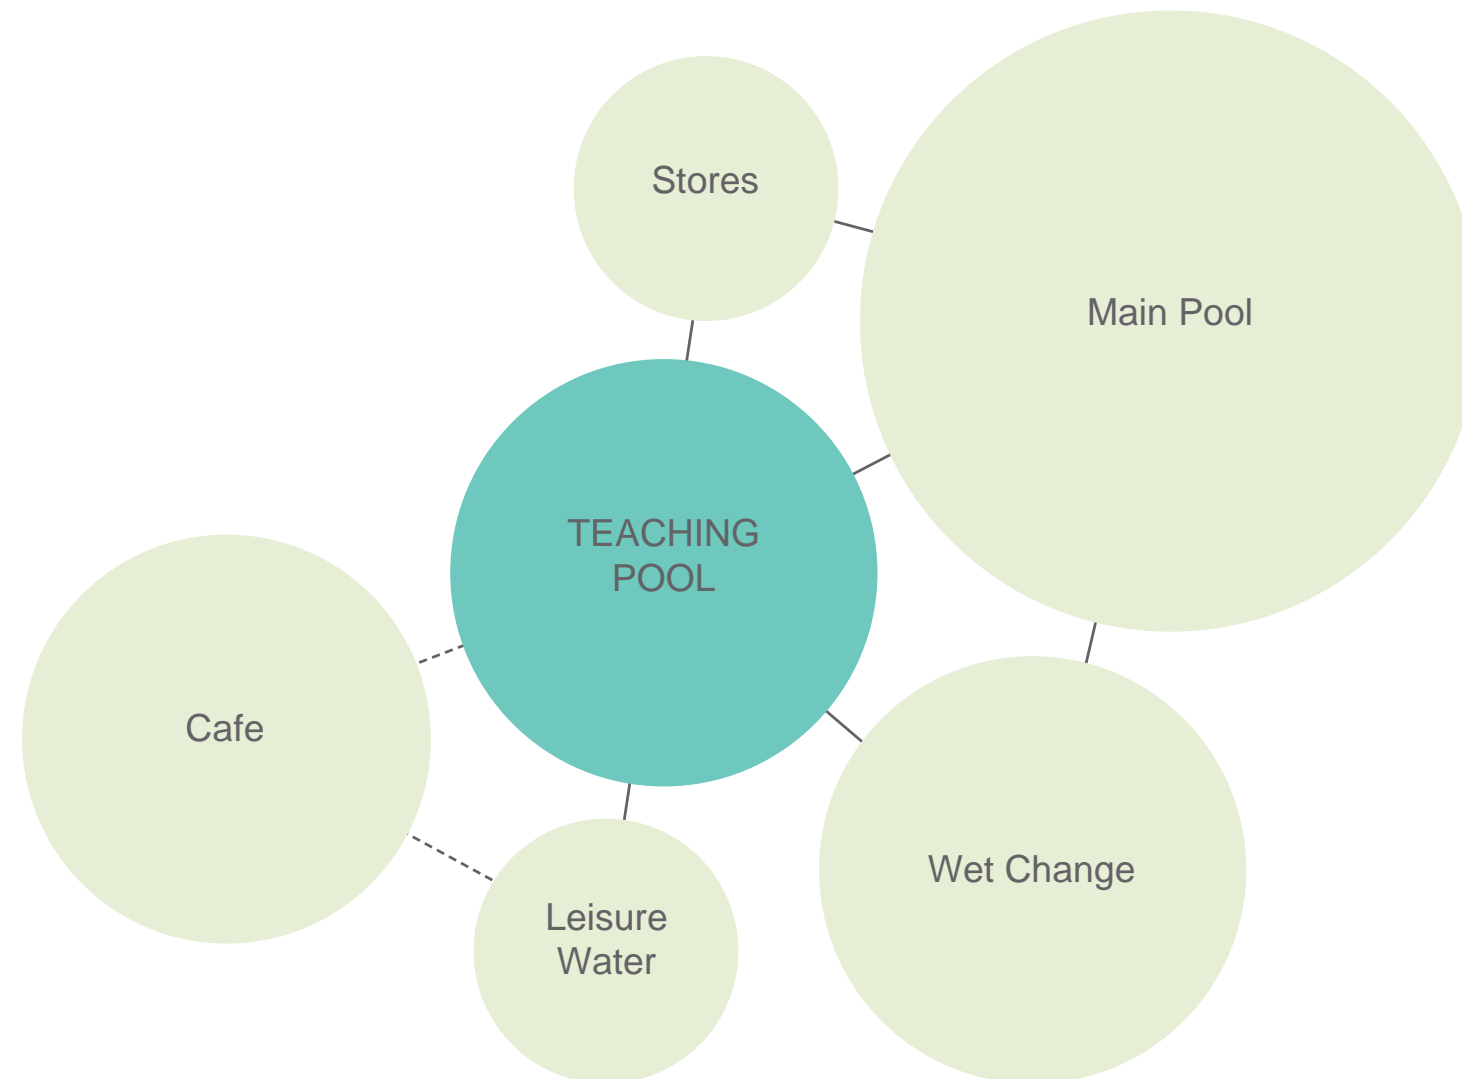 Stores
Main Pool
TEACHING
POOL
Cafe
Wet Change
Leisure
Water